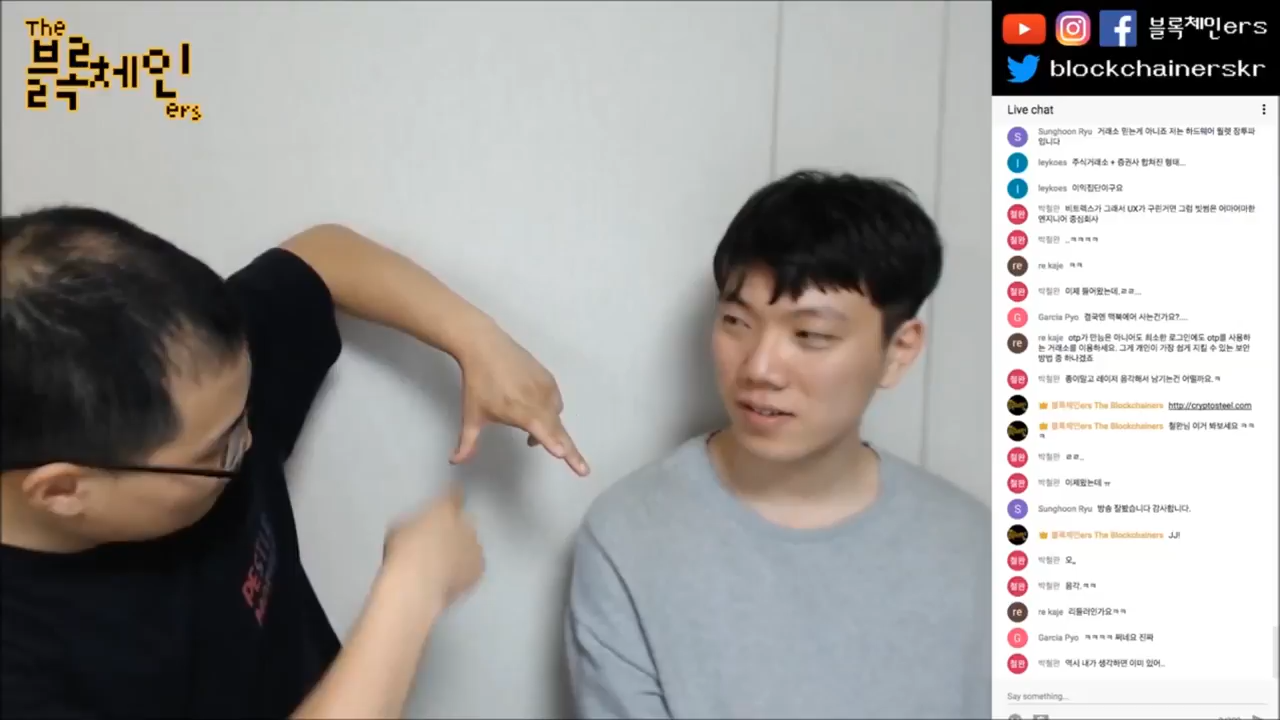 The
블록체인
ers
블록체인ers
blockchainerskr
Live chat
Sunghoon Ryu 거래소 믿는게 아니죠 저는 하드웨어 월렛 잠투파
입니다
leykoes 주식거래소 + 증권사 합쳐진 형태...
leykoes 이익집단이구요
박철완 비트렉스가 그래서 UX가 구린거면 그럼 빗썸은 어마어마한
엔지니어 중심회사
박철완 ..ㅋㅋㅋㅋ
re kaje ㅋㅋ
박철완 이제 들어왔는데.ㄹㄹ...
Garcia Pyo 결국엔 맥북에어 사는건가요?....
re kaje otp가 만능은 아니어도 최소한 로그인에도 otp를 사용하
는 거래소를 이용하세요. 그게 개인이 가장 쉽게 지킬 수 있는 보안
방법 중 하나겠죠
박철완 종이말고 레이저 음각해서 남기는건 어떨까요.ㅋ
블록체인ers The Blockchainers http://cryptosteel.com
블록체인ers The Blockchainers 철완님 이거 봐보세요 ㅋㅋ
ㅋ
박철완 ㄹㄹ..
박철완 이제왔는데 ㅠ
Sunghoon Ryu 방송 잘봤습니다 감사합니다.
블록체인ers The Blockchainers JJ!
박철완 오,,
박철완 음각.ㅋㅋ
re kaje 리플러인가요ㅋㅋ
Garcia Pyo ㅋㅋㅋㅋ 쩌네요 진짜
박철완 역시 내가 생각하면 이미 있어..
Say something...